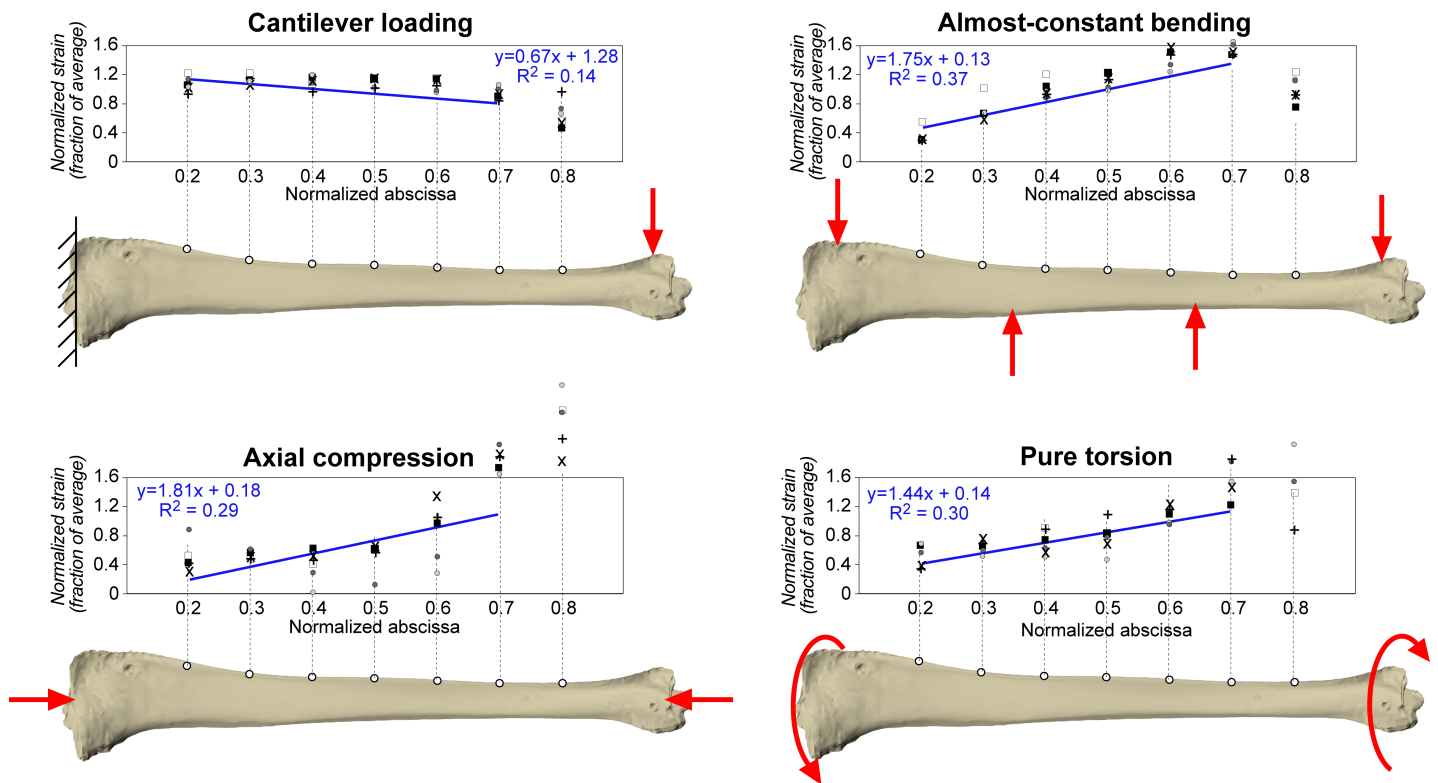 Cantilever loading
Normalized strain
(fraction of average)
1.6
1.2
0.8
0.4
0
y=0.67x + 1.28
R2 = 0.14
0.2 0.3 0.4 0.5 0.6 0.7 0.8
Normalized abscissa
Almost-constant bending
Normalized strain
(fraction of average)
1.6
1.2
0.8
0.4
0
y=1.75x + 0.13
R2 = 0.37
0.2 0.3 0.4 0.5 0.6 0.7 0.8
Normalized abscissa
Axial compression
Normalized strain
(fraction of average)
1.6
1.2
0.8
0.4
0
y=1.81x + 0.18
R2 = 0.29
0.2 0.3 0.4 0.5 0.6 0.7 0.8
Normalized abscissa
Pure torsion
Normalized strain
(fraction of average)
1.6
1.2
0.8
0.4
0
y=1.44x + 0.14
R2 = 0.30
0.2 0.3 0.4 0.5 0.6 0.7 0.8
Normalized abscissa